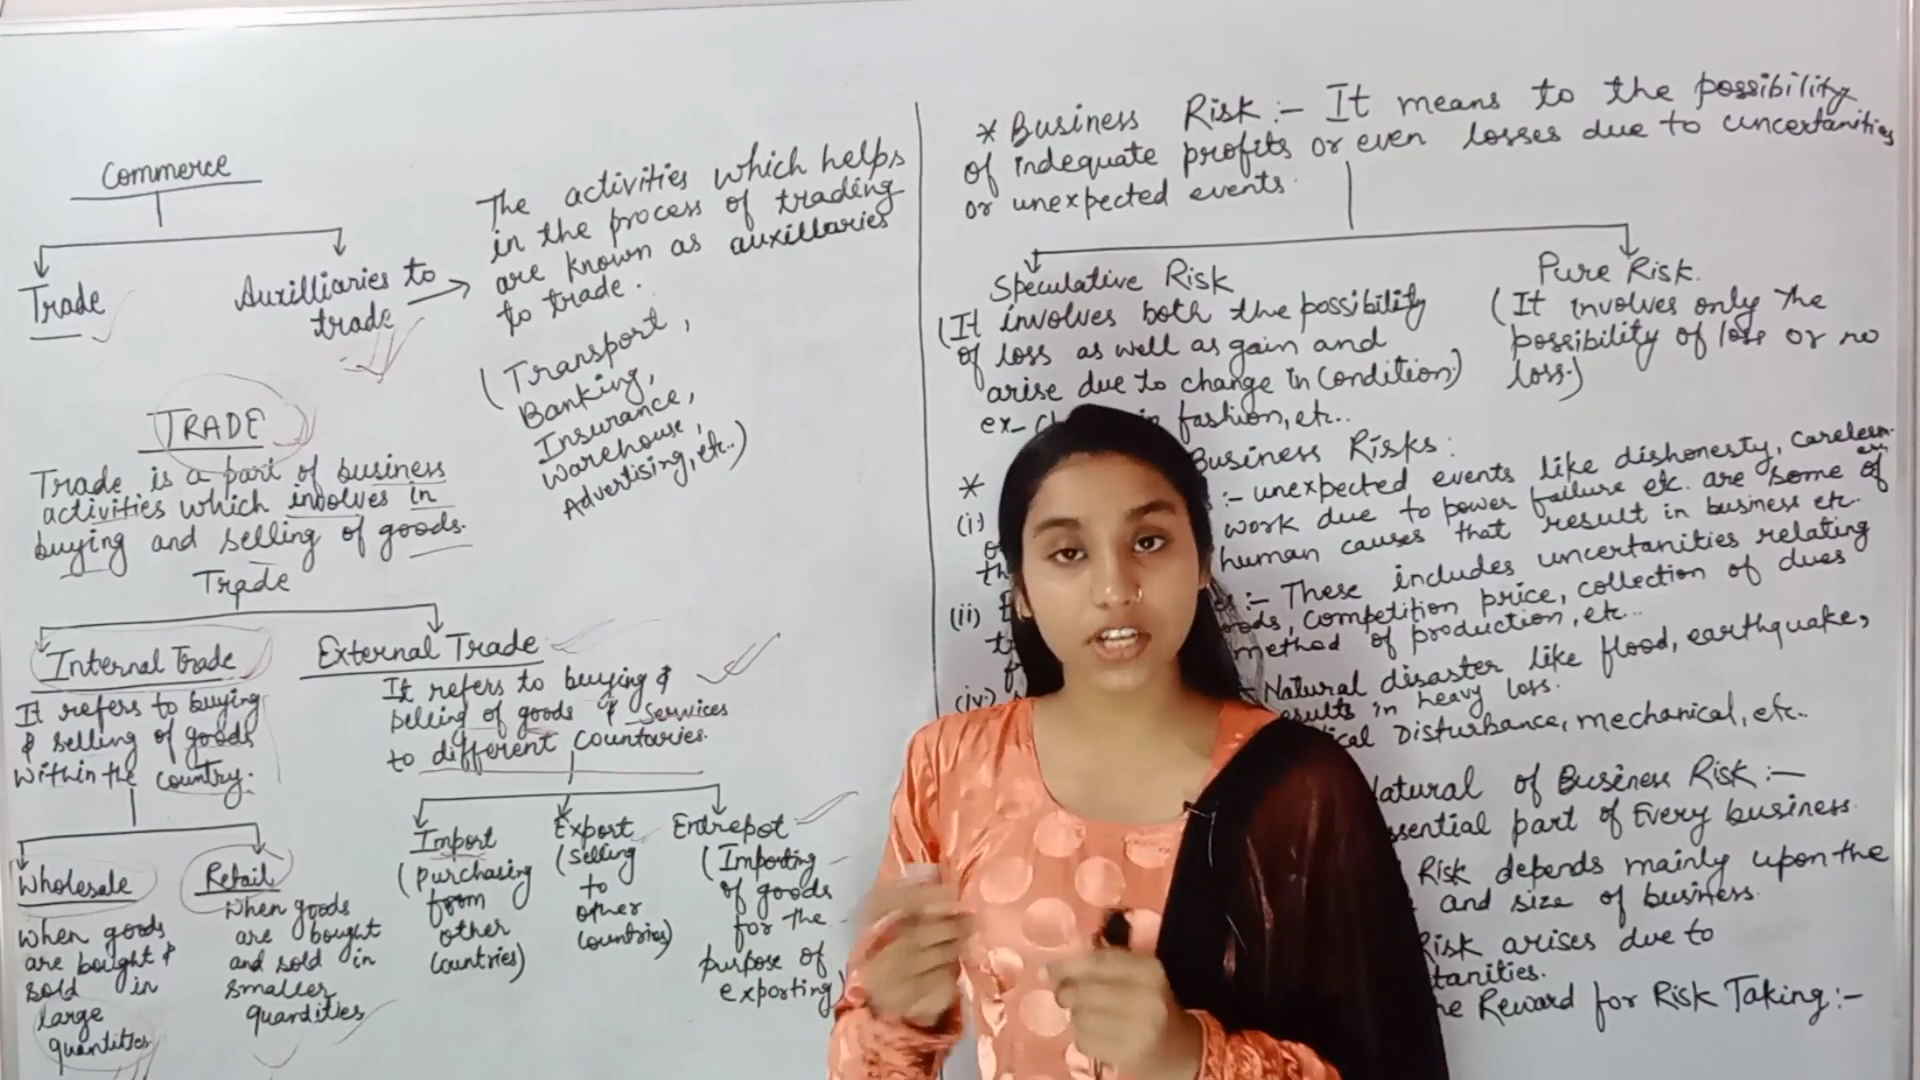 Commerce
Trade
Auxilliaries to
trade
The activities which helps
in the process of trading
are known as auxillaries
to trade.
(Transport,
Banking,
Insurance,
Warehouse,
Advertising, etc..)
TRADE
Trade is a part of business
activities which involves in
buying and selling of goods.
Trade
Internal Trade
It refers to buying
& selling of goods
within the country.
External Trade
It refers to buying &
selling of goods & services
to different countaries.
Wholesale
When goods
are bought &
sold in
large
quantities
Retail
When goods
are bought
and sold in
smaller
quantities
Import
(purchasing
from
other
countries)
Export
(selling
to
other
countries)
Entrepot
(Importing
of goods
for the
purpose of
exporting)
* Business Risk :- It means to the possibility
of indequate profits or even losses due to uncertanities
or unexpected events.
Speculative Risk
(It involves both the possibility
of loss as well as gain and
arise due to change in condition.)
ex- in fashion, etc..
Pure Risk.
(It involves only the
possibility of loss or no
loss.)
* Business Risks :
(i) :- unexpected events like dishonesty,
work due to power failure etc. are some of
human causes that result in business etc.
(ii) :- These includes uncertanities relating
Competition price, collection of dues
method of production, etc..
Natural disaster like flood, earthquake,
results in heavy loss.
(iv) Disturbance, mechanical, etc..
Natural of Business Risk :-
essential part of Every business.
Risk depends mainly upon the
and size of business.
Risk arises due to
Reward for Risk Taking :-